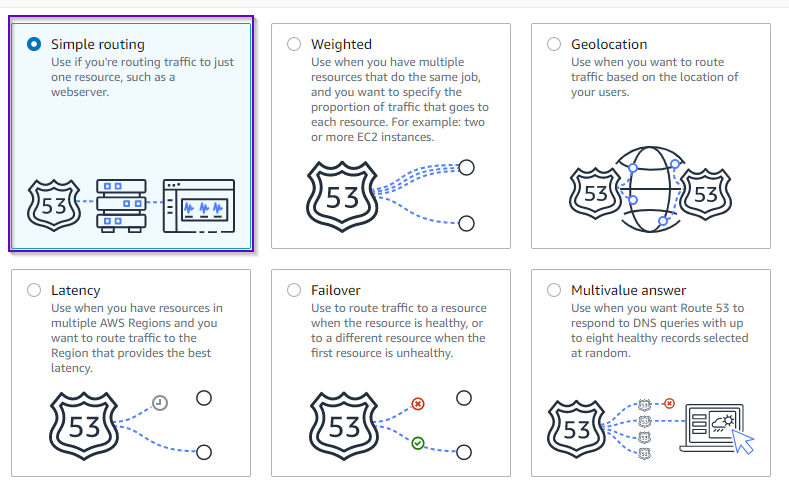 Simple routing
Use if you're routing traffic to just
one resource, such as a
webserver.
53
Weighted
Use when you have multiple
resources that do the same job,
and you want to specify the
proportion of traffic that goes to
each resource. For example: two
or more EC2 instances.
53
Geolocation
Use when you want to route
traffic based on the location of
your users.
53
53
Latency
Use when you have resources in
multiple AWS Regions and you
want to route traffic to the
Region that provides the best
latency.
53
Failover
Use to route traffic to a resource
when the resource is healthy, or
to a different resource when the
first resource is unhealthy.
53
Multivalue answer
Use when you want Route 53 to
respond to DNS queries with up
to eight healthy records selected
at random.
53